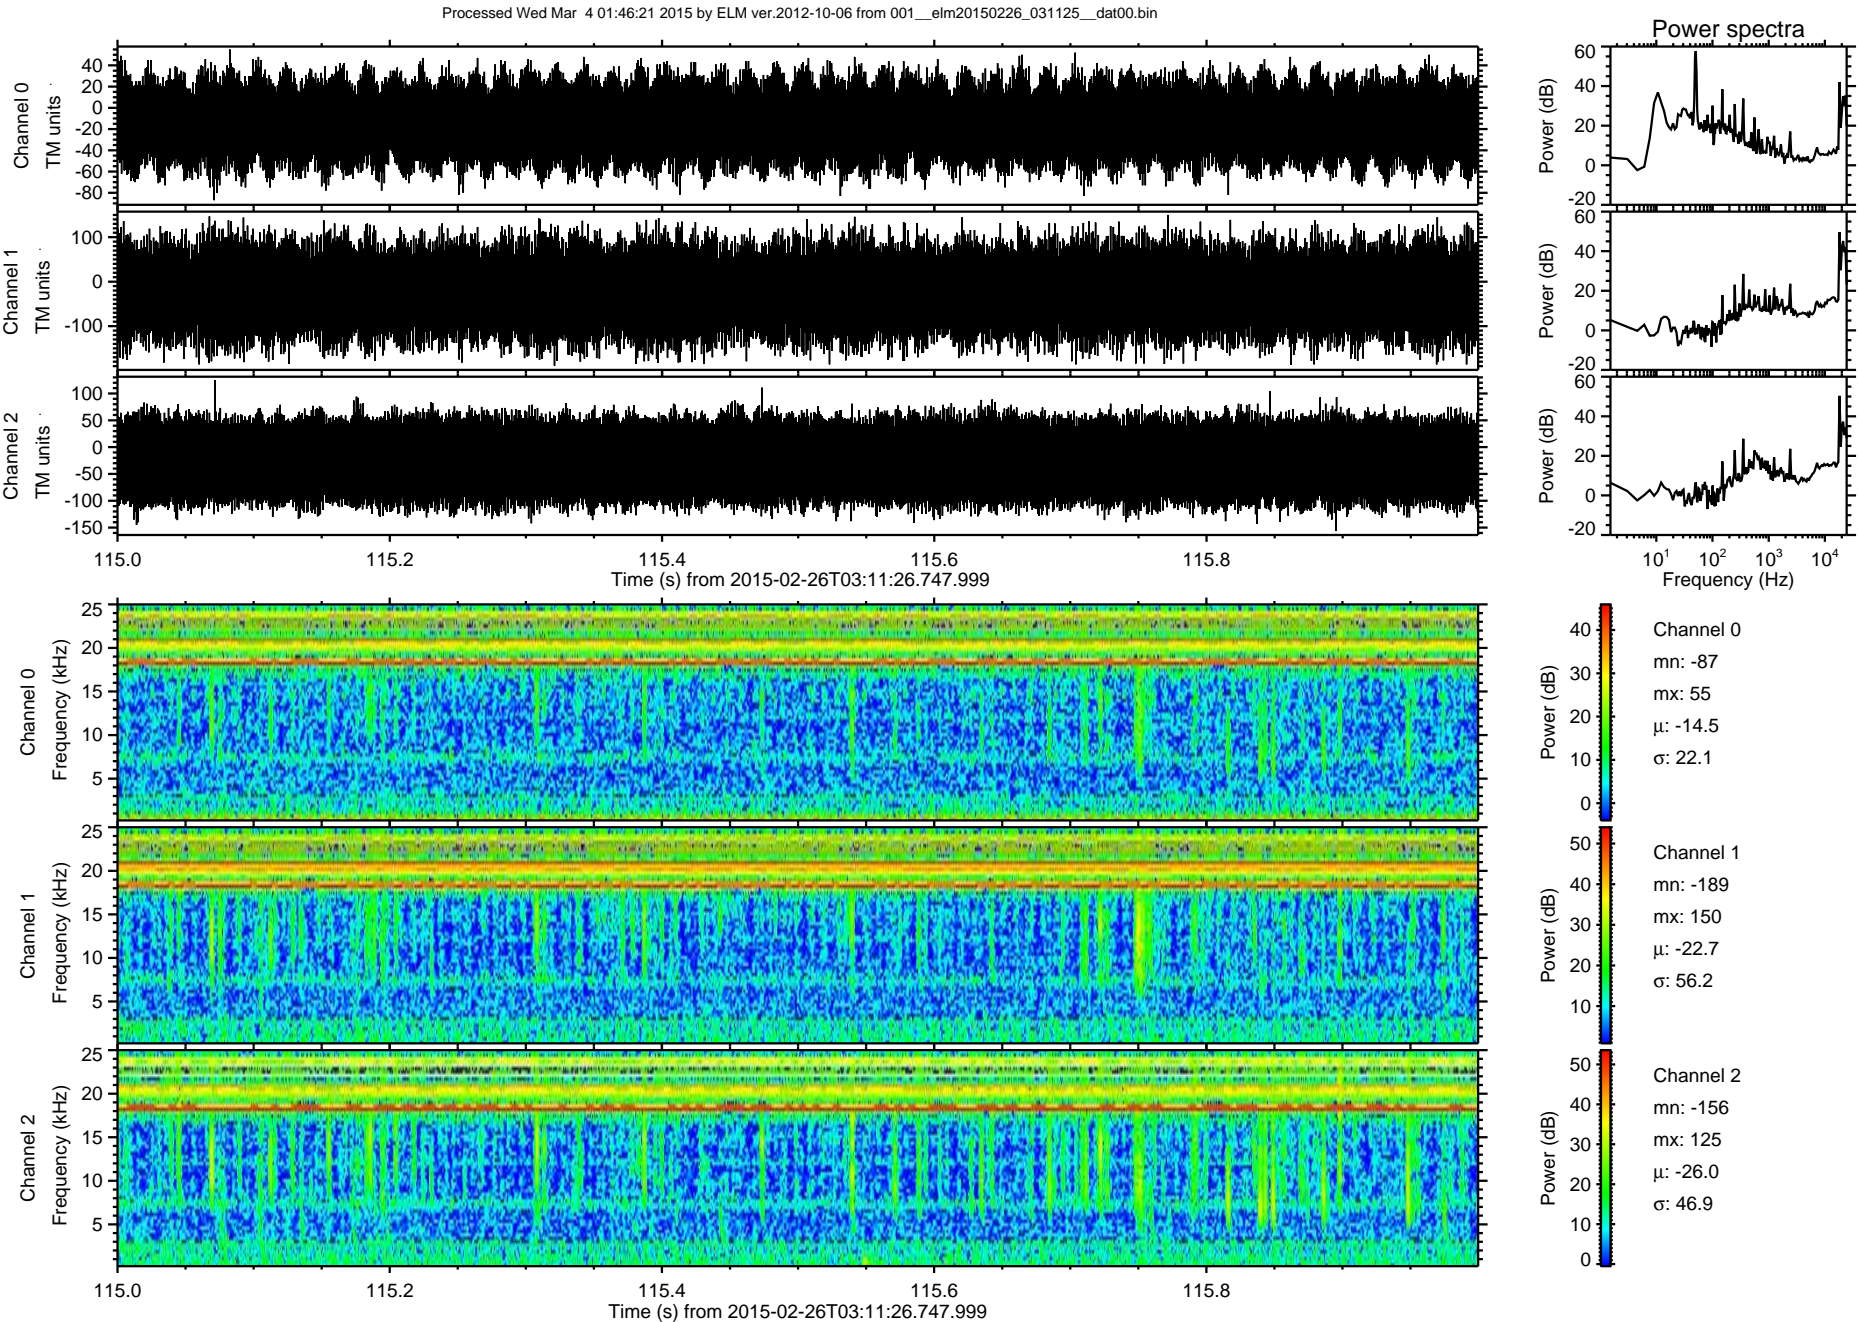 Processed Wed Mar  4 01:46:21 2015 by ELM ver.2012-10-06 from 001__elm20150226_031125__dat00.bin
Power spectra
Channel 0
TM units
40
20
0
-20
-40
-60
-80
Power (dB)
60
40
20
0
-20
Channel 1
TM units
100
0
-100
Power (dB)
60
40
20
0
-20
Channel 2
TM units
100
50
0
-50
-100
-150
Power (dB)
60
40
20
0
-20
115.0 115.2 115.4 115.6 115.8
Time (s) from 2015-02-26T03:11:26.747.999
10^1 10^2 10^3 10^4
Frequency (Hz)
Channel 0
Frequency (kHz)
25
20
15
10
5
Power (dB)
40
30
20
10
0
Channel 0
mn: -87
mx: 55
μ: -14.5
σ: 22.1
Channel 1
Frequency (kHz)
25
20
15
10
5
Power (dB)
50
40
30
20
10
Channel 1
mn: -189
mx: 150
μ: -22.7
σ: 56.2
Channel 2
Frequency (kHz)
25
20
15
10
5
Power (dB)
50
40
30
20
10
0
Channel 2
mn: -156
mx: 125
μ: -26.0
σ: 46.9
115.0 115.2 115.4 115.6 115.8
Time (s) from 2015-02-26T03:11:26.747.999